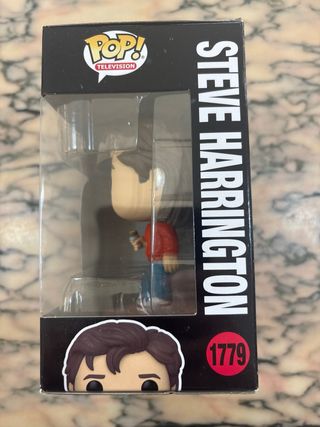 POP!
TELEVISION
STEVE HARRINGTON
1779